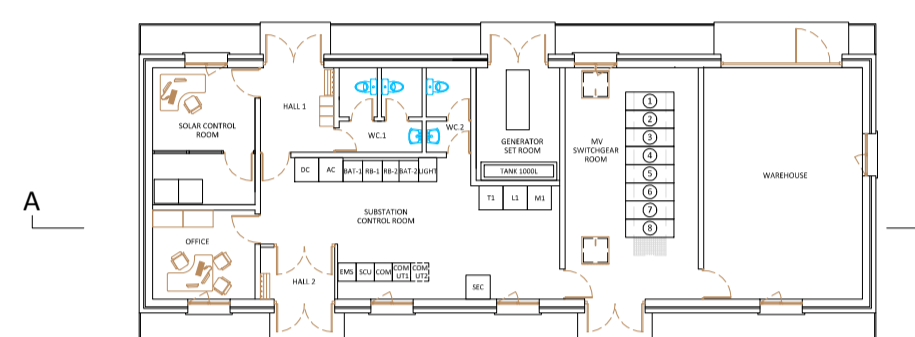 HALL 1
SOLAR CONTROL
ROOM
WC.1
WC.2
GENERATOR
SET ROOM
TANK 1000L
MV
SWITCHGEAR
ROOM
1
2
3
4
5
6
7
8
WAREHOUSE
DC
AC
BAT-1
RB-1
RB-2
BAT-2
LIGHT
T1
L1
M1
A
SUBSTATION
CONTROL ROOM
OFFICE
HALL 2
EMS
SCU
COM
COM
UT1
COM
UT2
SEC